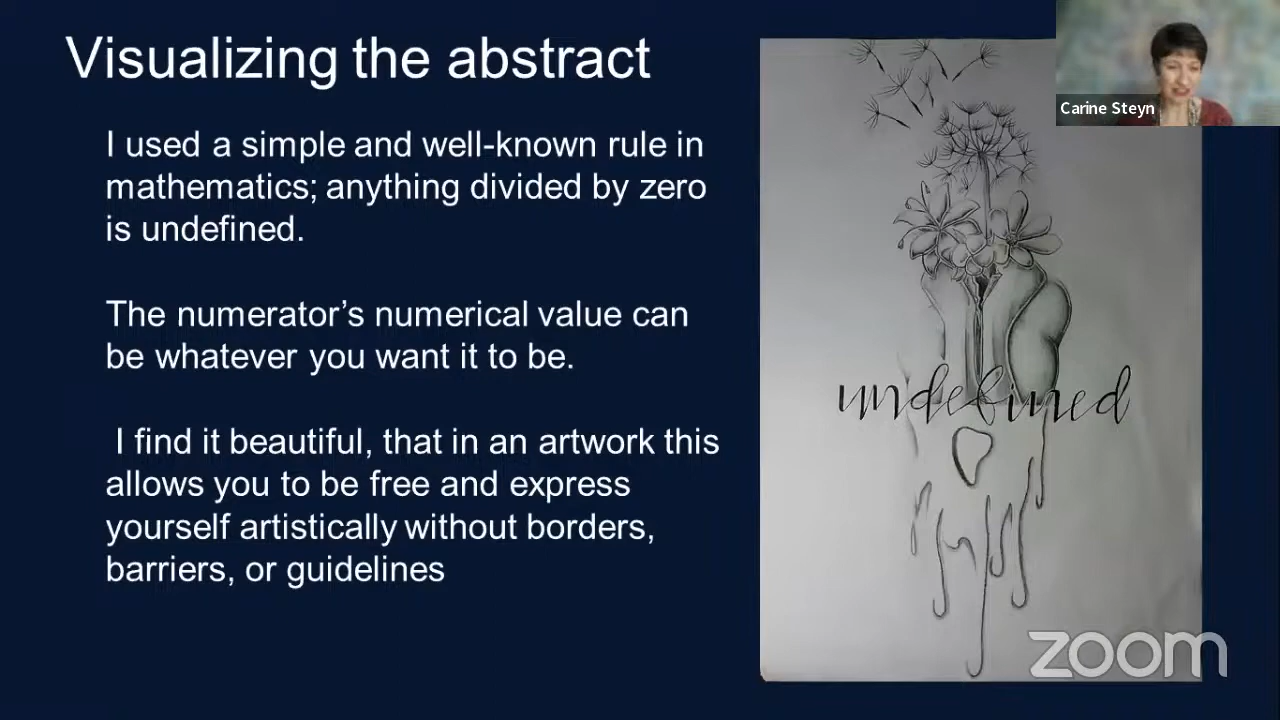 Visualizing the abstract
Carine Steyn
I used a simple and well-known rule in
mathematics; anything divided by zero
is undefined.
The numerator’s numerical value can
be whatever you want it to be.
I find it beautiful, that in an artwork this
allows you to be free and express
yourself artistically without borders,
barriers, or guidelines
undefined
zoom